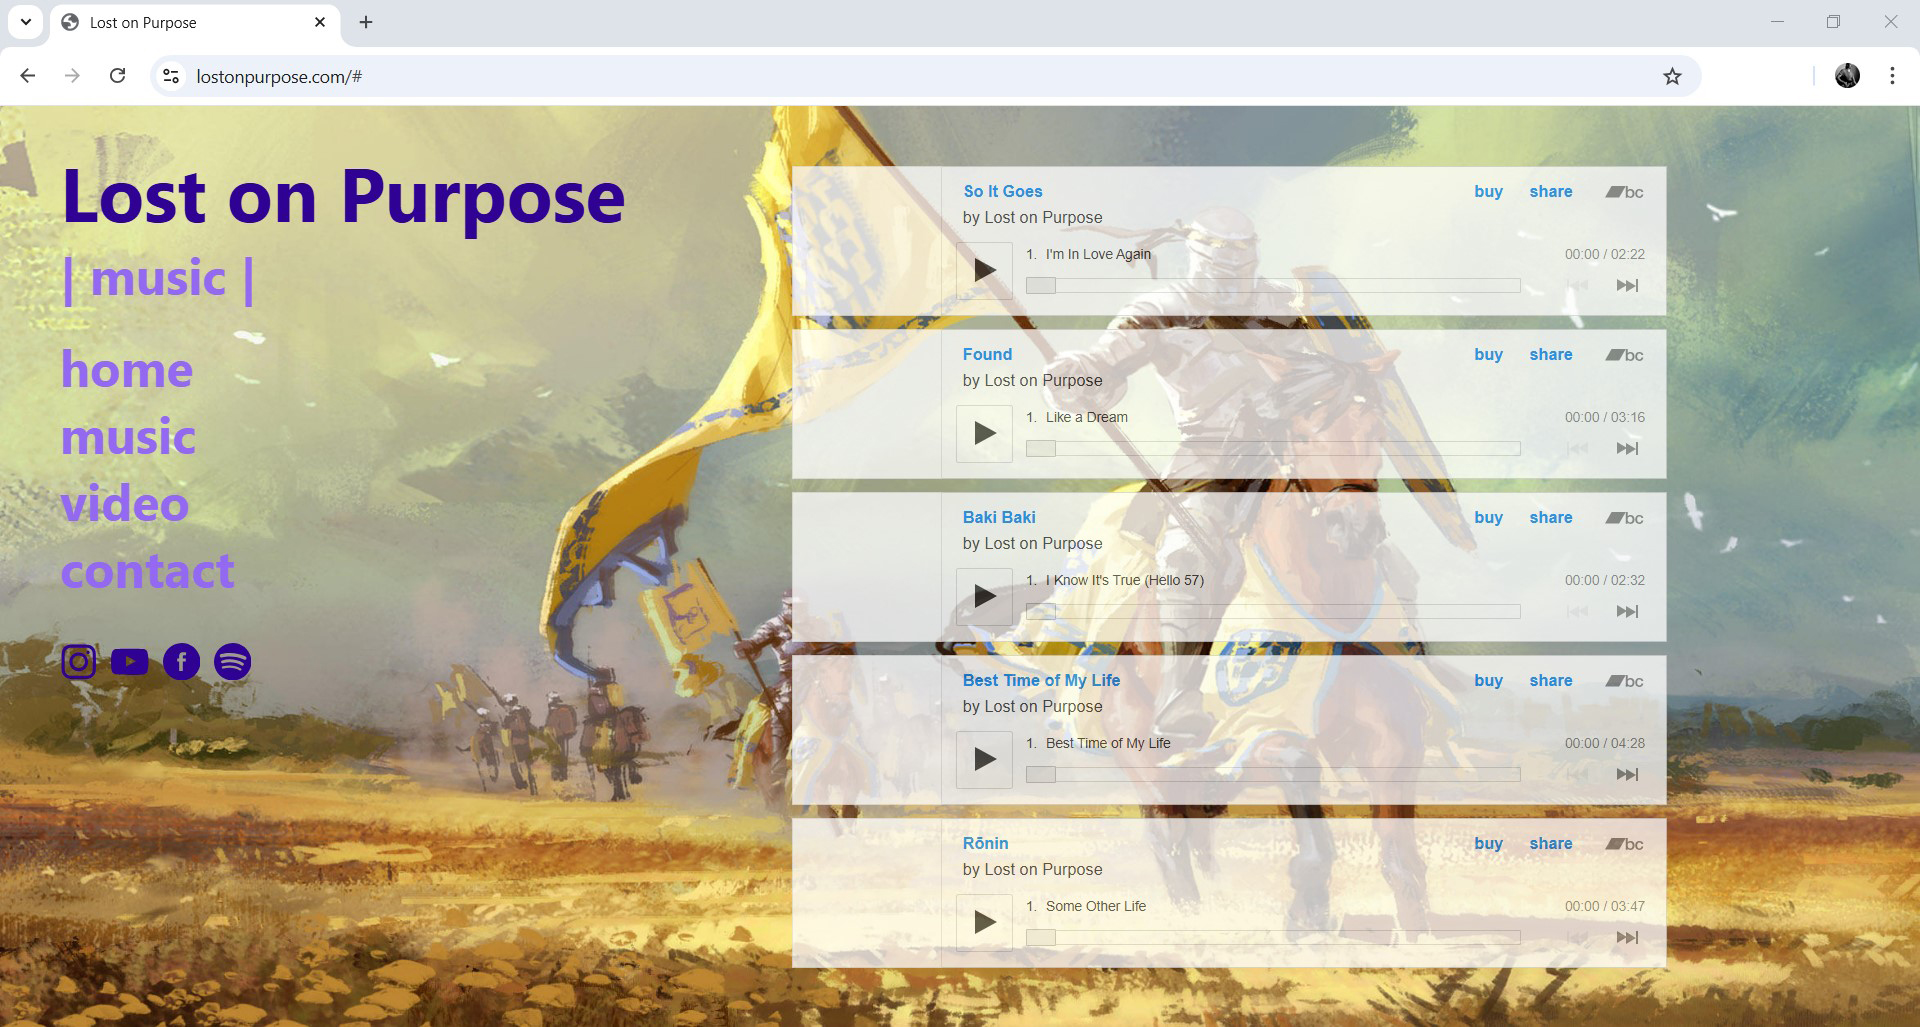 Lost on Purpose
lostonpurpose.com/#
Lost on Purpose
| music |
home
music
video
contact
So It Goes buy share bc
by Lost on Purpose
1. I'm In Love Again 00:00 / 02:22
Found buy share bc
by Lost on Purpose
1. Like a Dream 00:00 / 03:16
Baki Baki buy share bc
by Lost on Purpose
1. I Know It's True (Hello 57) 00:00 / 02:32
Best Time of My Life buy share bc
by Lost on Purpose
1. Best Time of My Life 00:00 / 04:28
Rōnin buy share bc
by Lost on Purpose
1. Some Other Life 00:00 / 03:47